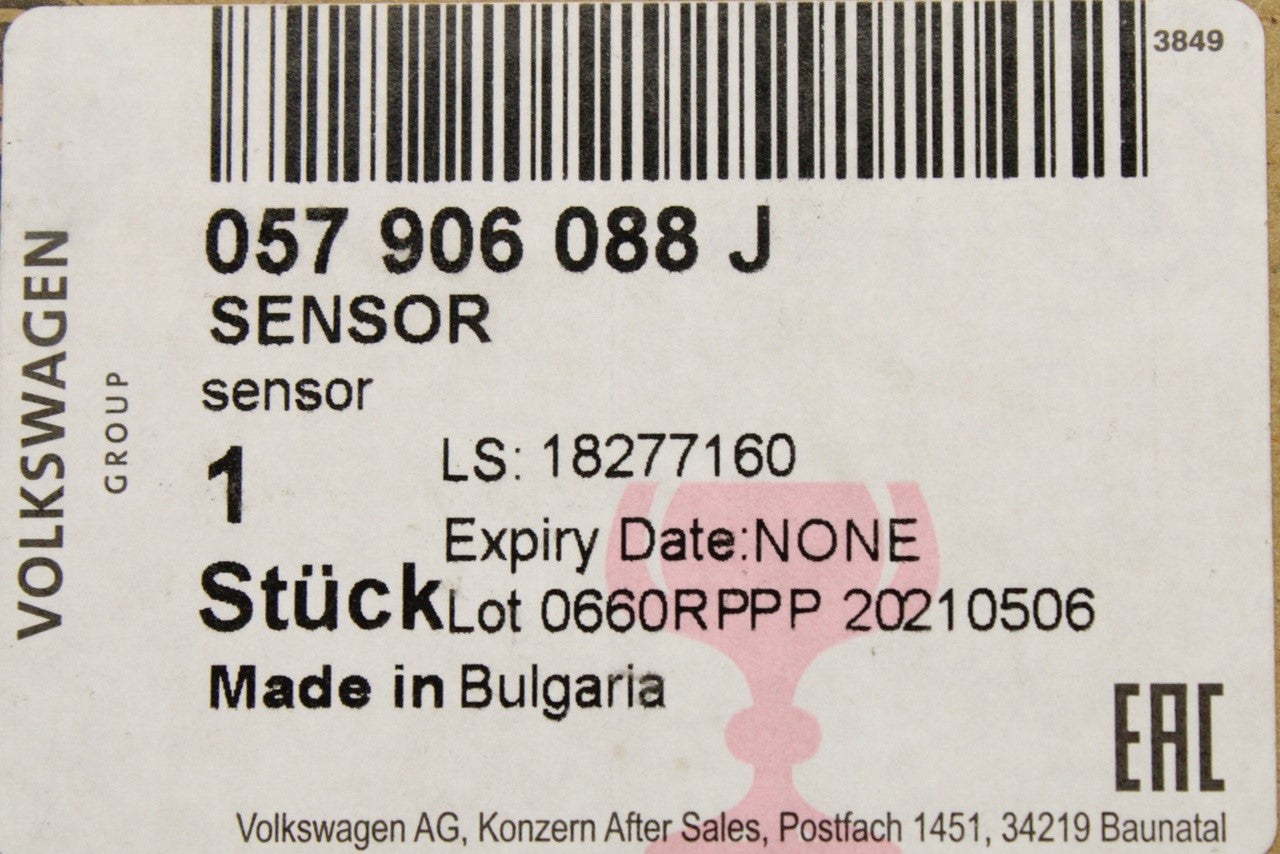 3849
057 906 088 J
SENSOR
sensor
1
LS: 18277160
Expiry Date:NONE
Stück
Lot 0660RPPP 20210506
Made in Bulgaria
EAC
Volkswagen AG, Konzern After Sales, Postfach 1451, 34219 Baunatal
VOLKSWAGEN
GROUP